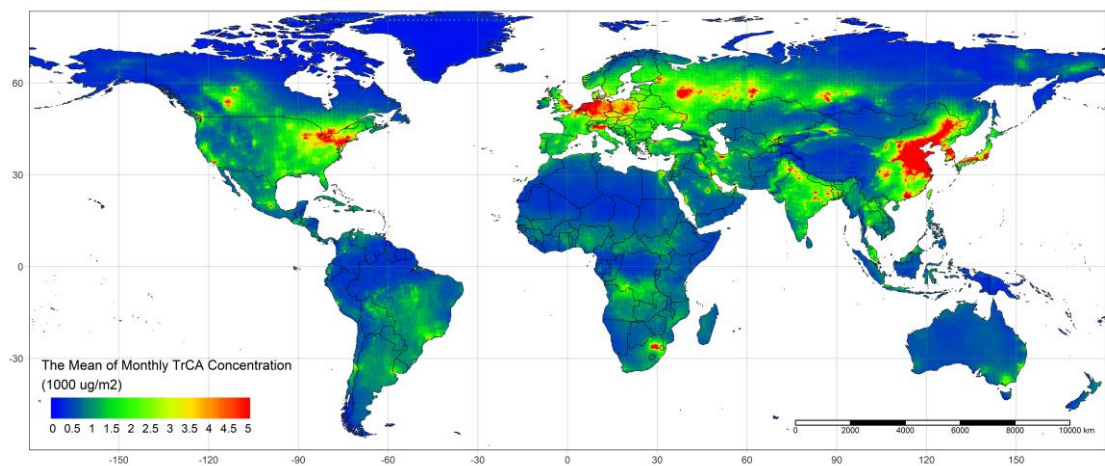 60
30
0
-30
The Mean of Monthly TrCA Concentration
(1000 ug/m2)
0 0.5 1 1.5 2 2.5 3 3.5 4 4.5 5
0 2000 4000 6000 8000 10000 km
-150 -120 -90 -60 -30 0 30 60 90 120 150